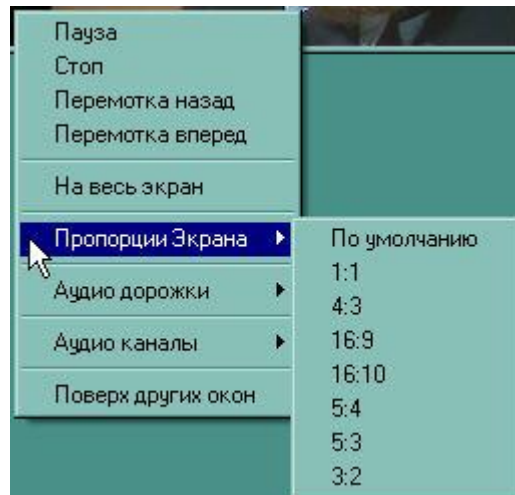 Пауза
Стоп
Перемотка назад
Перемотка вперед
На весь экран
Пропорции Экрана
Аудио дорожки
Аудио каналы
Поверх других окон
По умолчанию
1:1
4:3
16:9
16:10
5:4
5:3
3:2